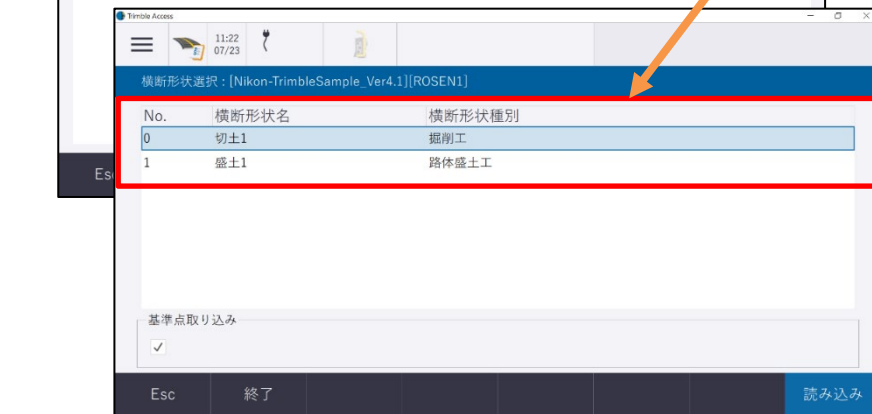 Trimble Access
11:22
07/23
横断形状選択 : [Nikon-TrimbleSample_Ver4.1][ROSEN1]
No. 横断形状名 横断形状種別
0 切土1 掘削工
1 盛土1 路体盛土工
Es
基準点取り込み
Esc 終了 読み込み